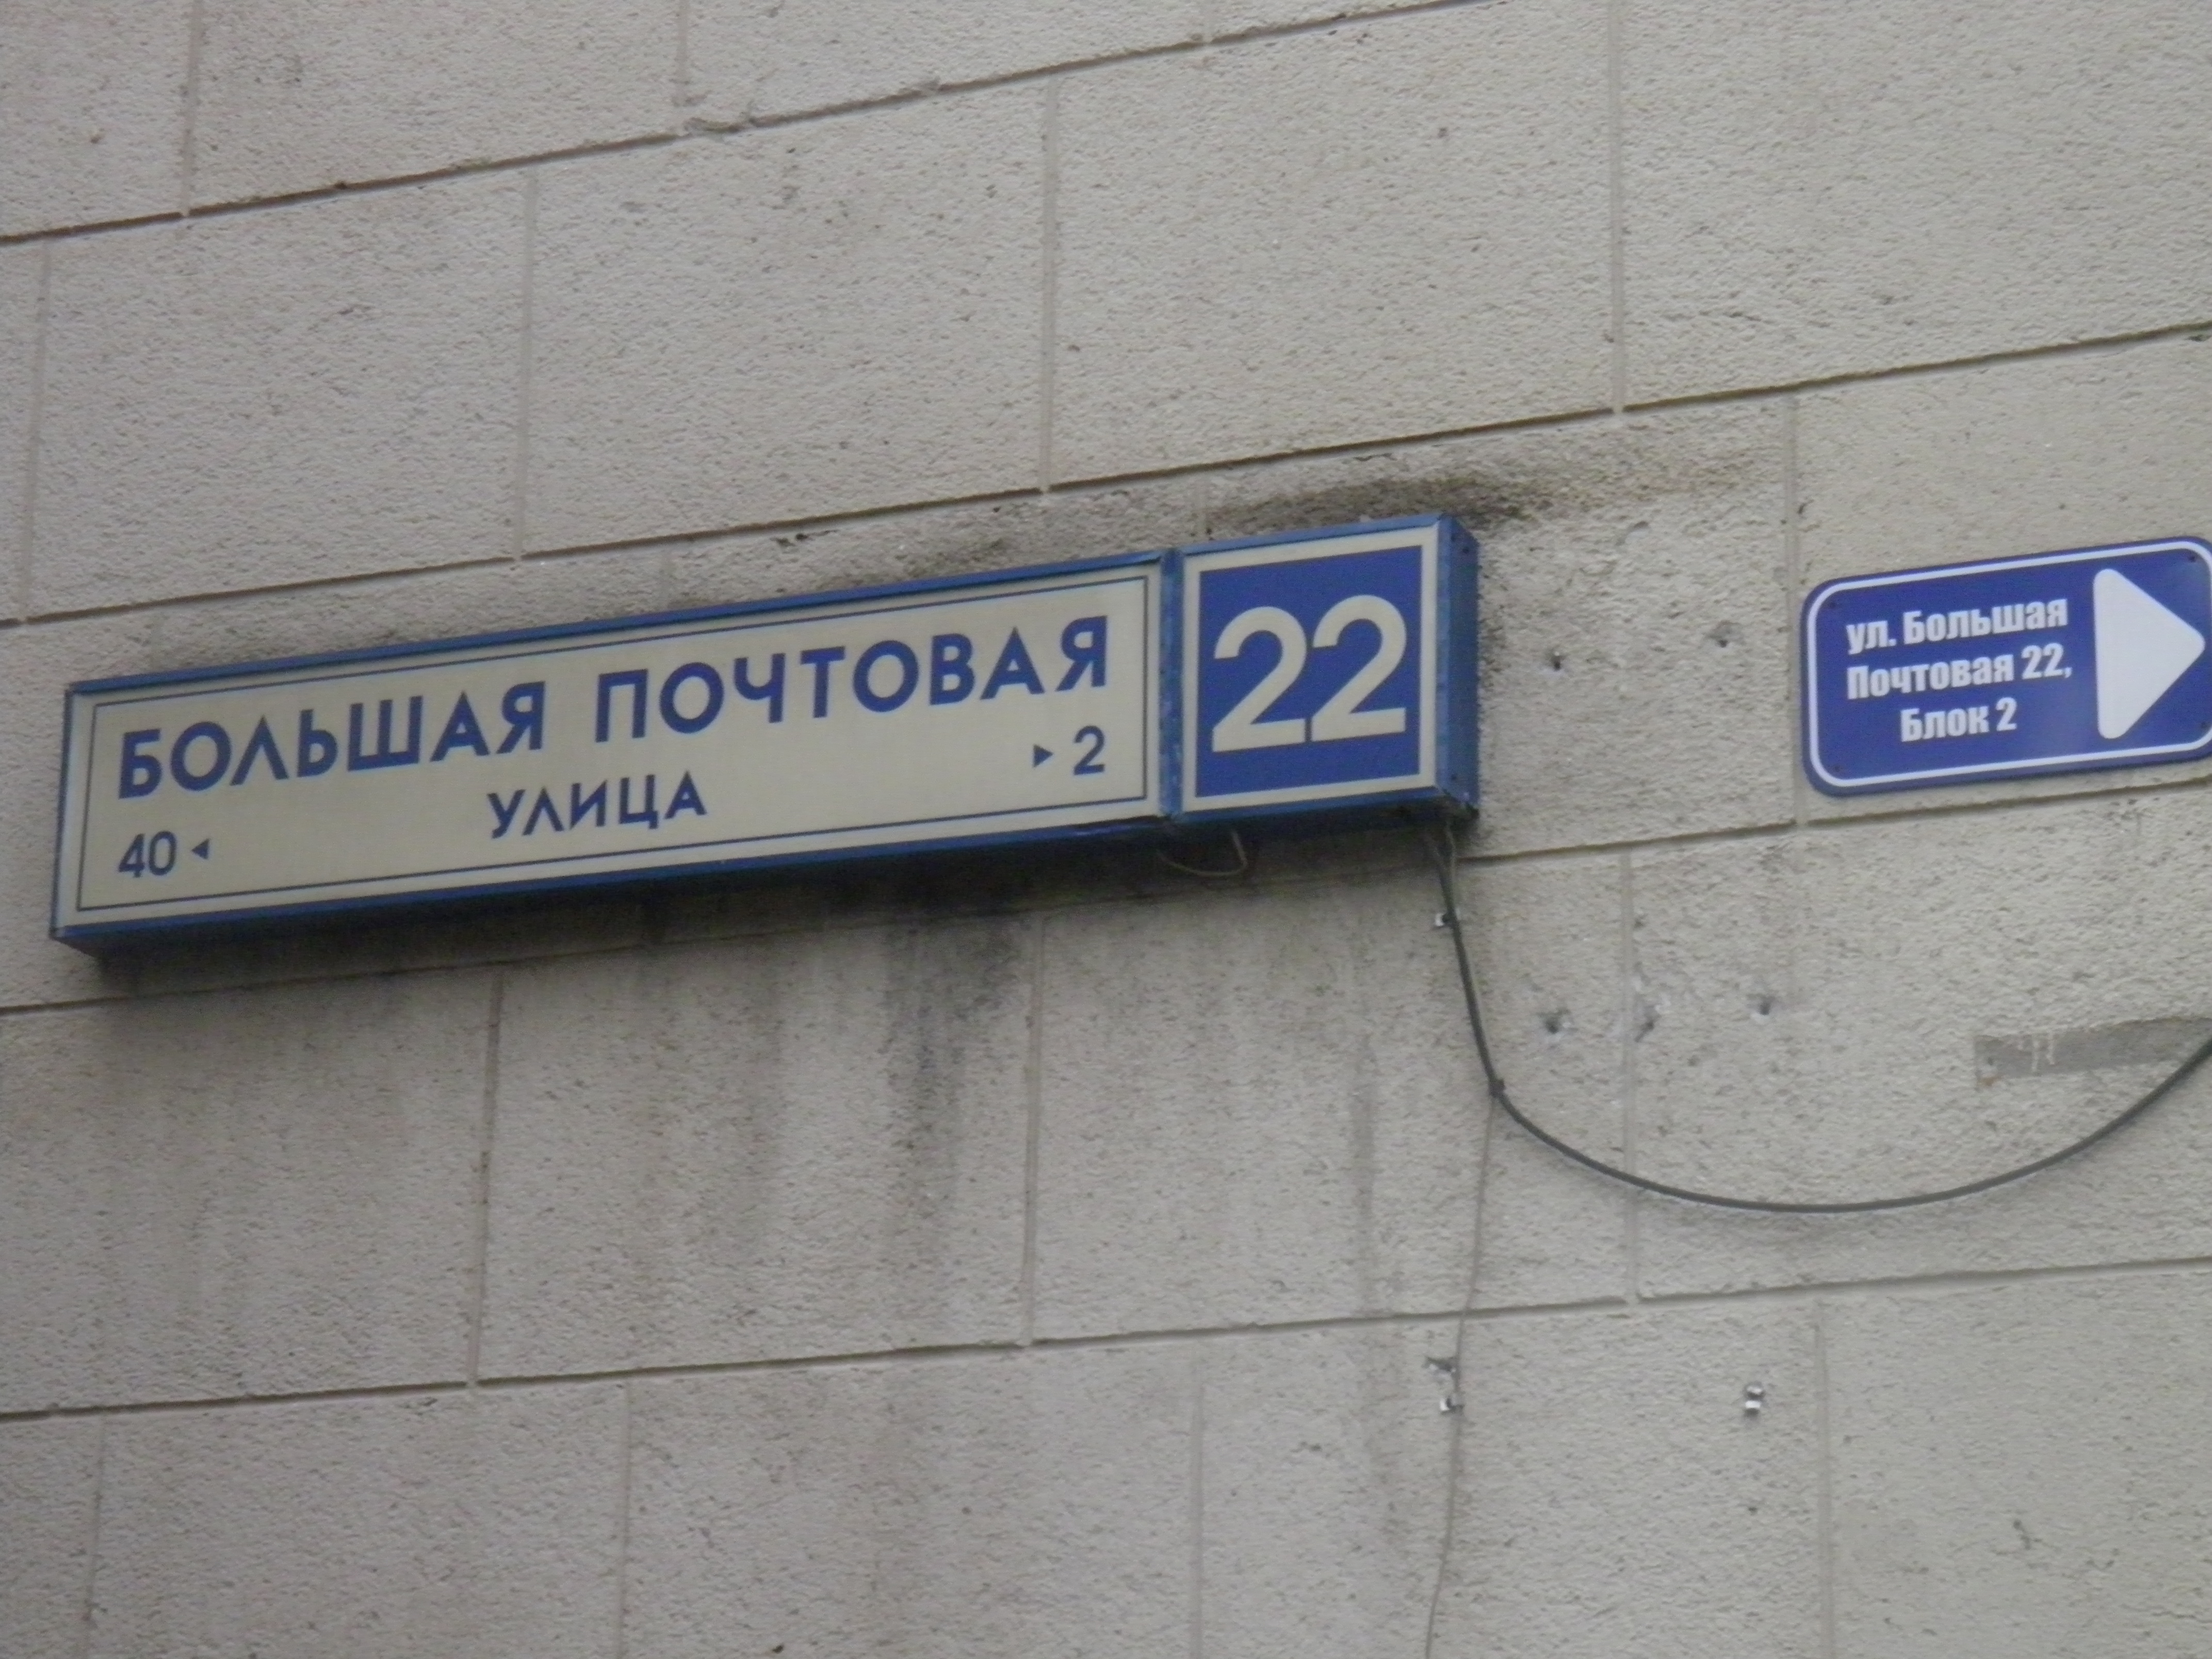 БОЛЬШАЯ ПОЧТОВАЯ
УЛИЦА
40 ◂
▸ 2
22
ул. Большая
Почтовая 22,
Блок 2